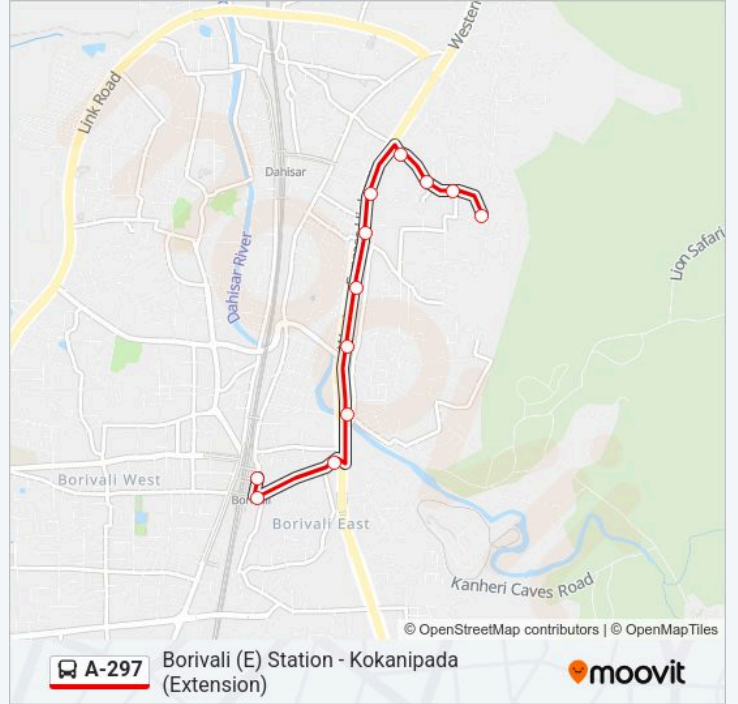 Link Road
Western
Dahisar
Dahisar River
Lion Safari
Borivali West
Borivali East
Kanheri Caves Road
© OpenStreetMap contributors | © OpenMapTiles
A-297
Borivali (E) Station - Kokanipada
(Extension)
moovit